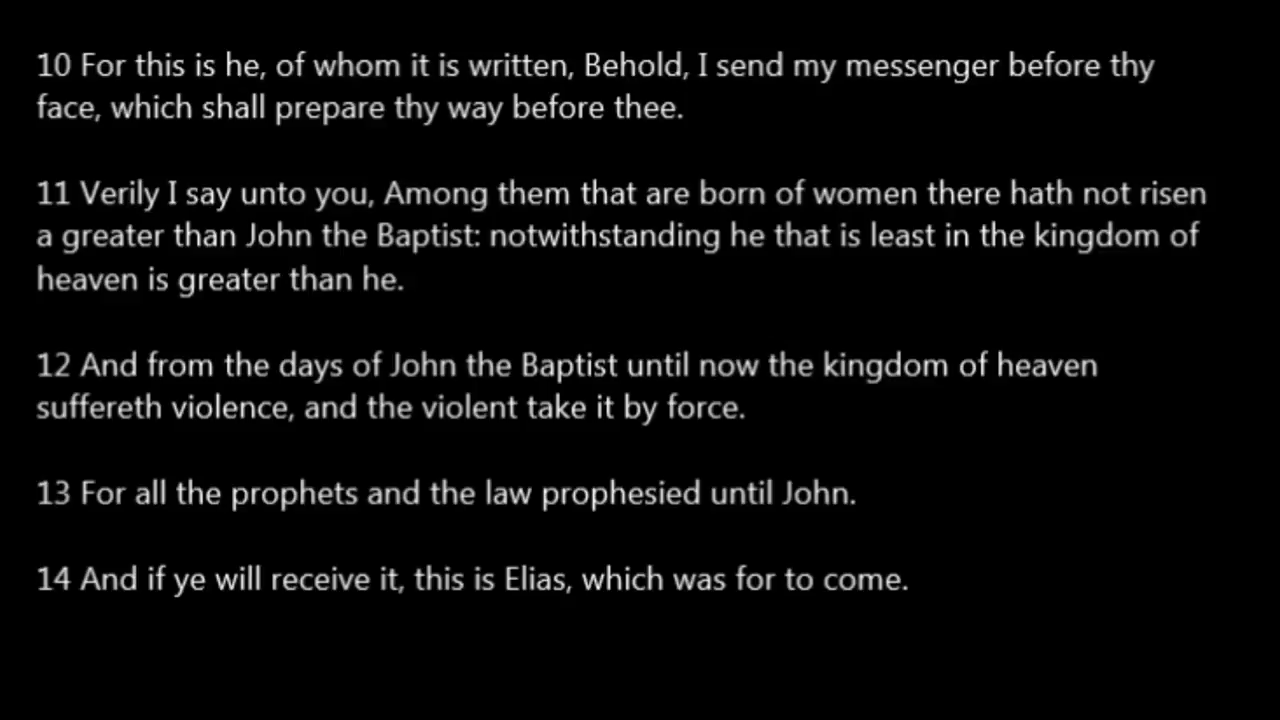 10 For this is he, of whom it is written, Behold, I send my messenger before thy
face, which shall prepare thy way before thee.
11 Verily I say unto you, Among them that are born of women there hath not risen
a greater than John the Baptist: notwithstanding he that is least in the kingdom of
heaven is greater than he.
12 And from the days of John the Baptist until now the kingdom of heaven
suffereth violence, and the violent take it by force.
13 For all the prophets and the law prophesied until John.
14 And if ye will receive it, this is Elias, which was for to come.